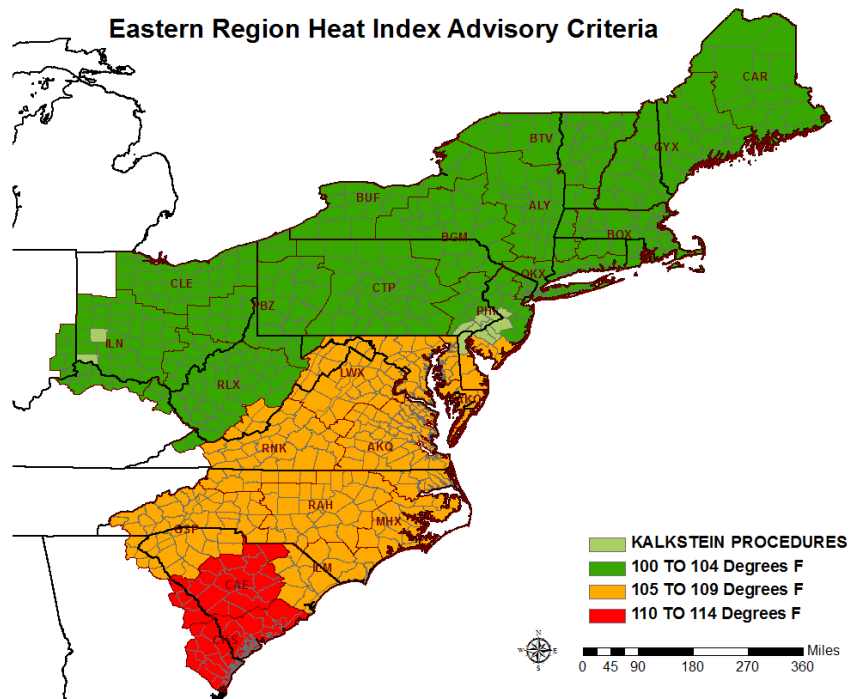 Eastern Region Heat Index Advisory Criteria
CAR
BTV
GYX
BUF
ALY
BGM
BOX
CLE
OKX
CTP
PBZ
PHI
ILN
RLX
LWX
AKQ
RNK
RAH
MHX
GSP
ILM
CAE
CHS
KALKSTEIN PROCEDURES
100 TO 104 Degrees F
105 TO 109 Degrees F
110 TO 114 Degrees F
N
W
E
S
Miles
0 45 90 180 270 360